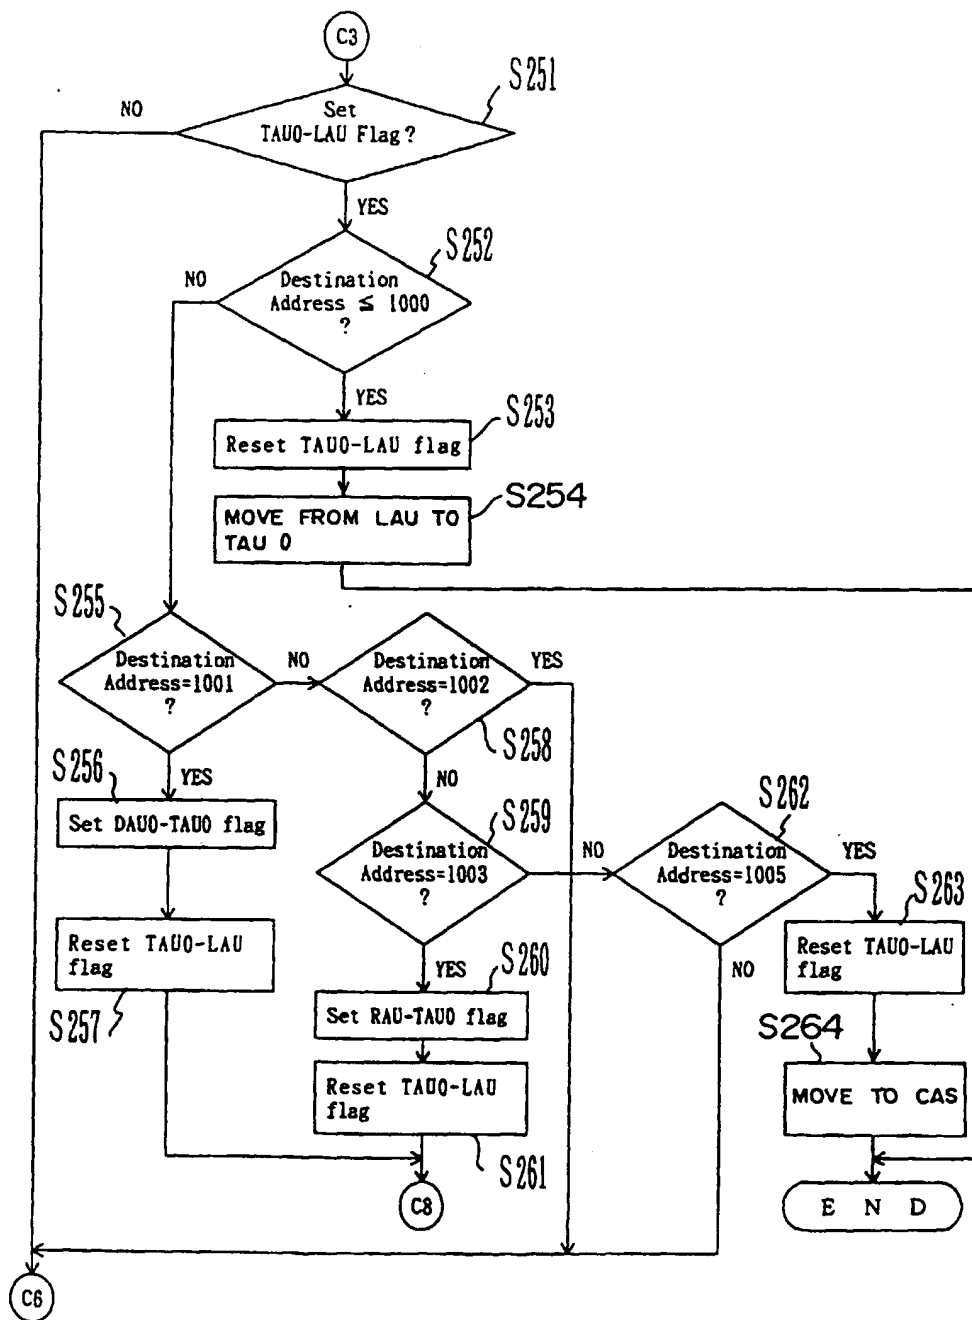 C3
S251
NO
Set
TAU0-LAU Flag?
YES
S252
NO
Destination
Address ≦ 1000
?
YES
S253
Reset TAU0-LAU flag
S254
MOVE FROM LAU TO
TAU 0
S255
Destination
Address=1001
?
NO
Destination
Address=1002
?
YES
S258
S256
YES
Set DAU0-TAU0 flag
NO
S259
Destination
Address=1003
?
NO
S262
Destination
Address=1005
?
YES
S263
Reset TAU0-LAU
flag
S257
YES
S260
Set RAU-TAU0 flag
Reset TAU0-LAU
flag
S261
NO
Reset TAU0-LAU
flag
S264
MOVE TO CAS
C8
E N D
C6